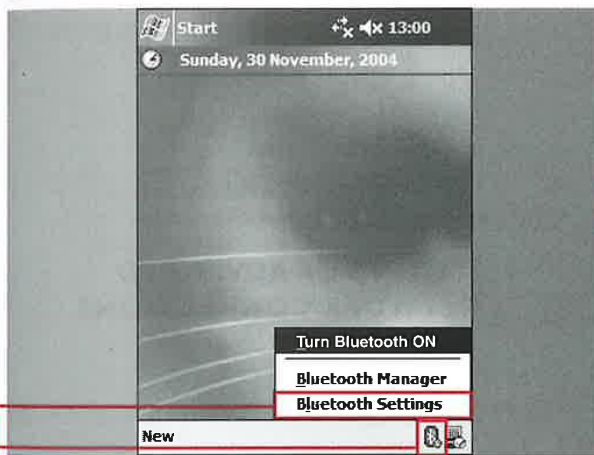 Start 13:00
Sunday, 30 November, 2004
Turn Bluetooth ON
Bluetooth Manager
Bluetooth Settings
New